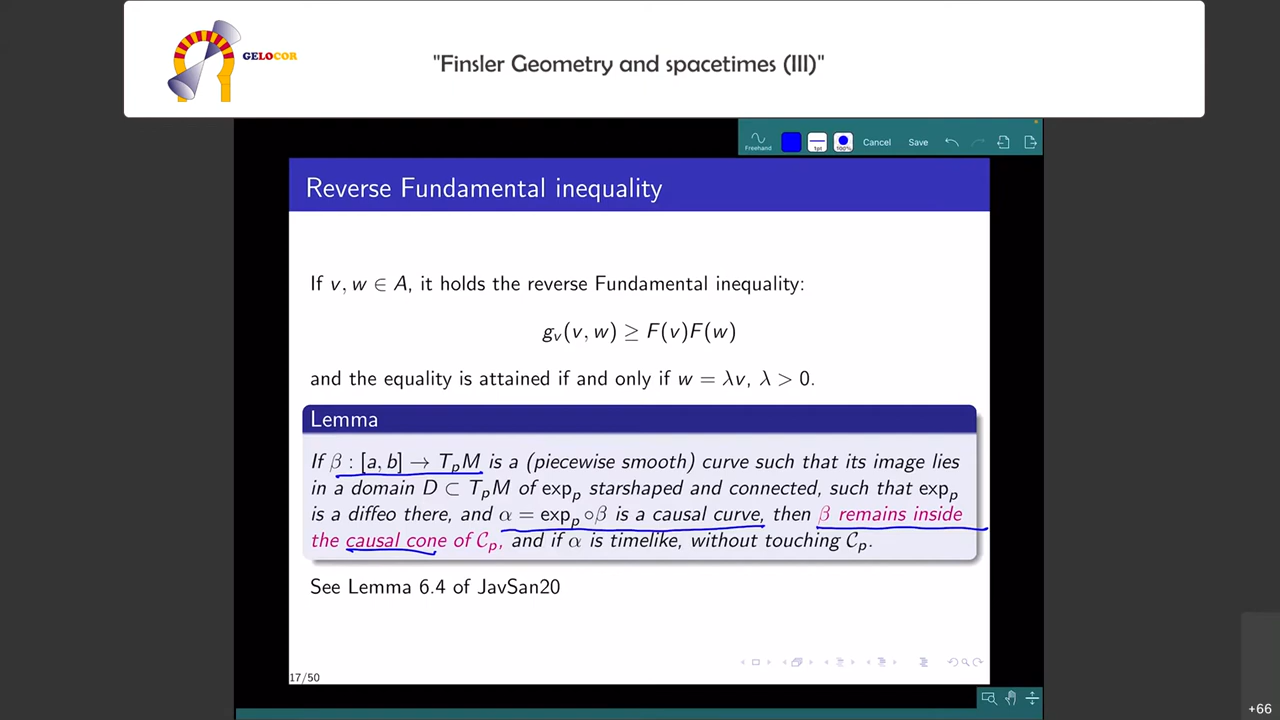 GELOCOR
"Finsler Geometry and spacetimes (III)"
Freehand
1pt
100%
Cancel
Save
Reverse Fundamental inequality
If v, w ∈ A, it holds the reverse Fundamental inequality:
g_v(v, w) ≥ F(v)F(w)
and the equality is attained if and only if w = λv, λ > 0.
Lemma
If β : [a, b] → T_pM is a (piecewise smooth) curve such that its image lies
in a domain D ⊂ T_pM of exp_p starshaped and connected, such that exp_p
is a diffeo there, and α = exp_p ∘β is a causal curve, then β remains inside
the causal cone of C_p, and if α is timelike, without touching C_p.
See Lemma 6.4 of JavSan20
17/50
+66